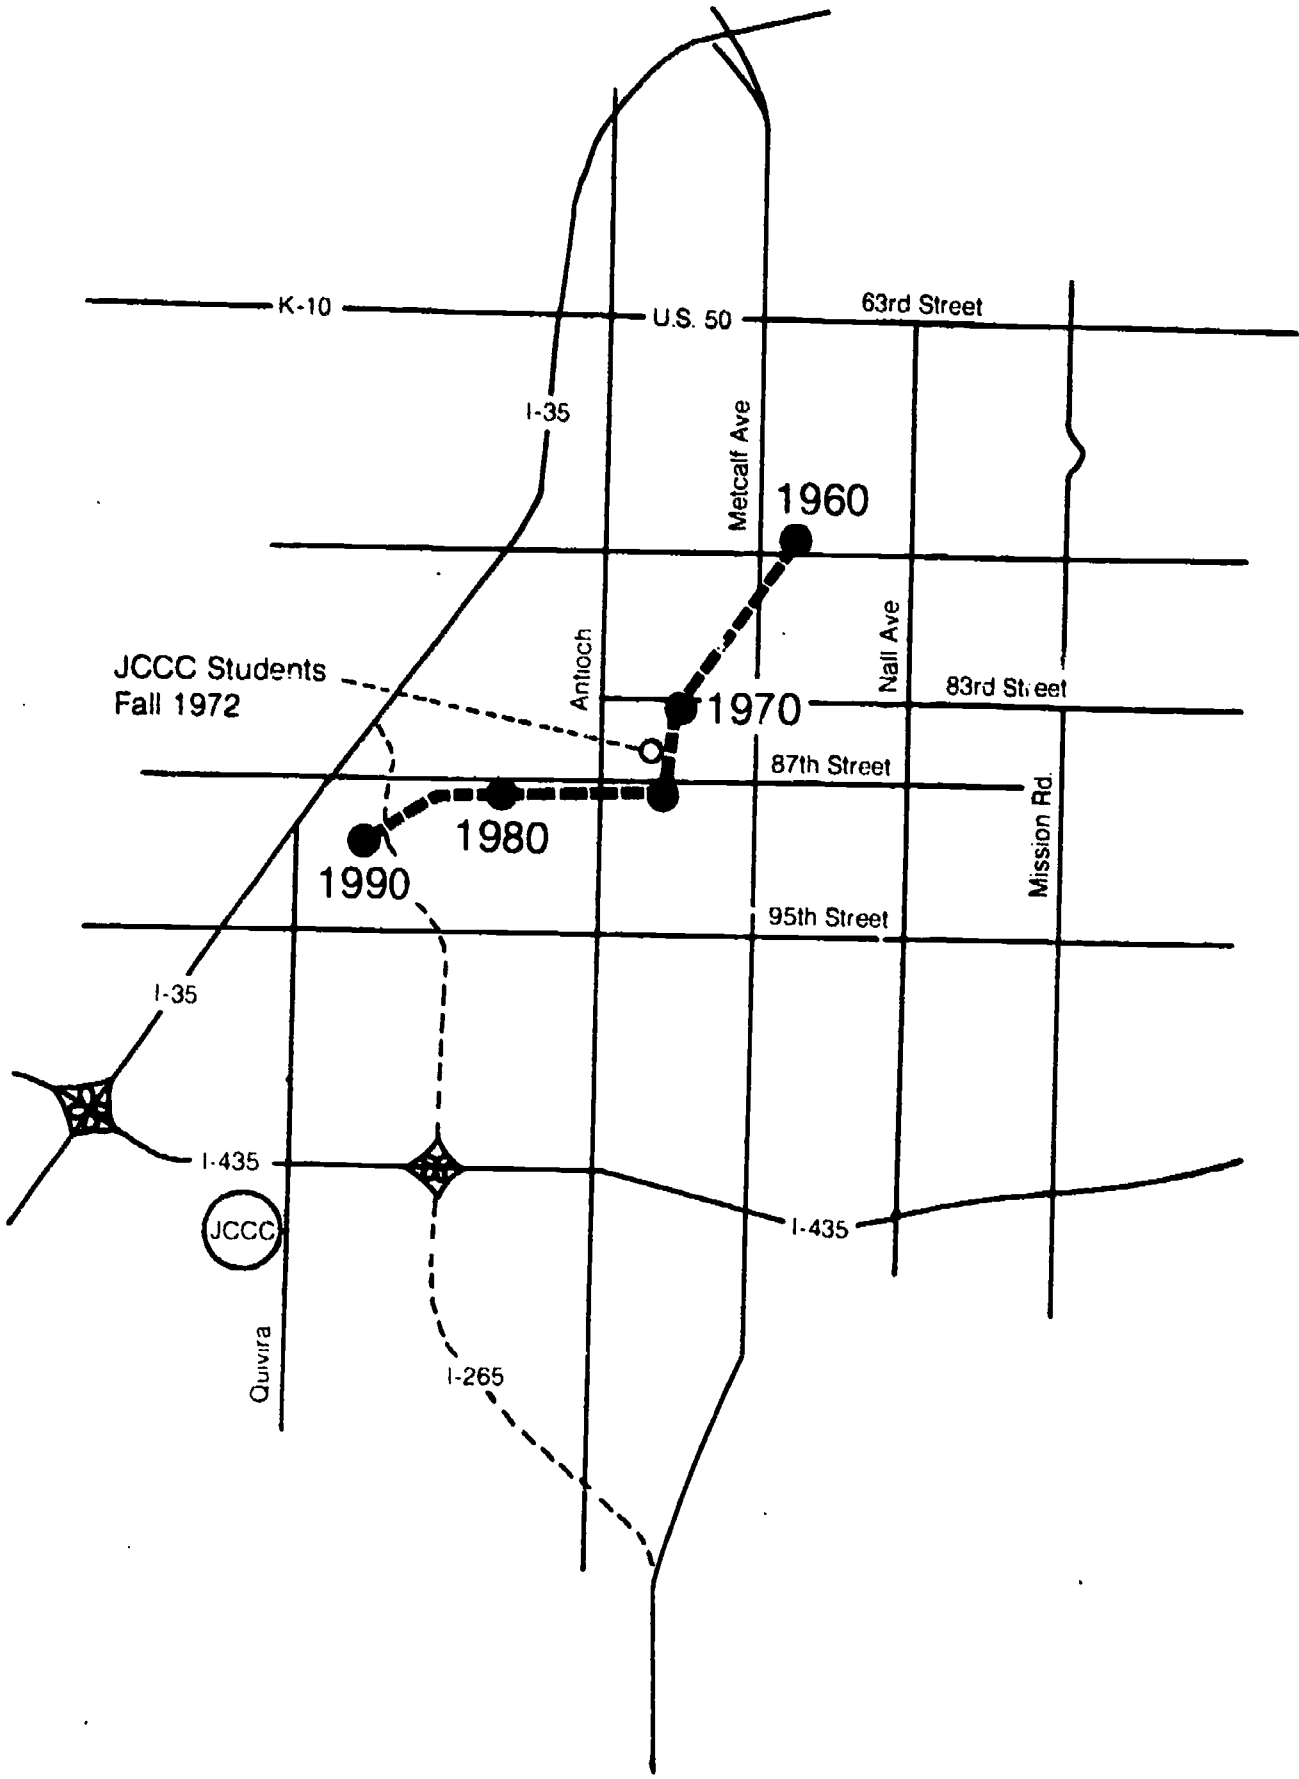 K-10
U.S. 50
63rd Street
I-35
Metcalf Ave
1960
Antioch
Nall Ave
JCCC Students
Fall 1972
83rd Street
1970
87th Street
1980
Mission Rd.
1990
95th Street
I-35
I-435
JCCC
I-435
Quivira
I-265